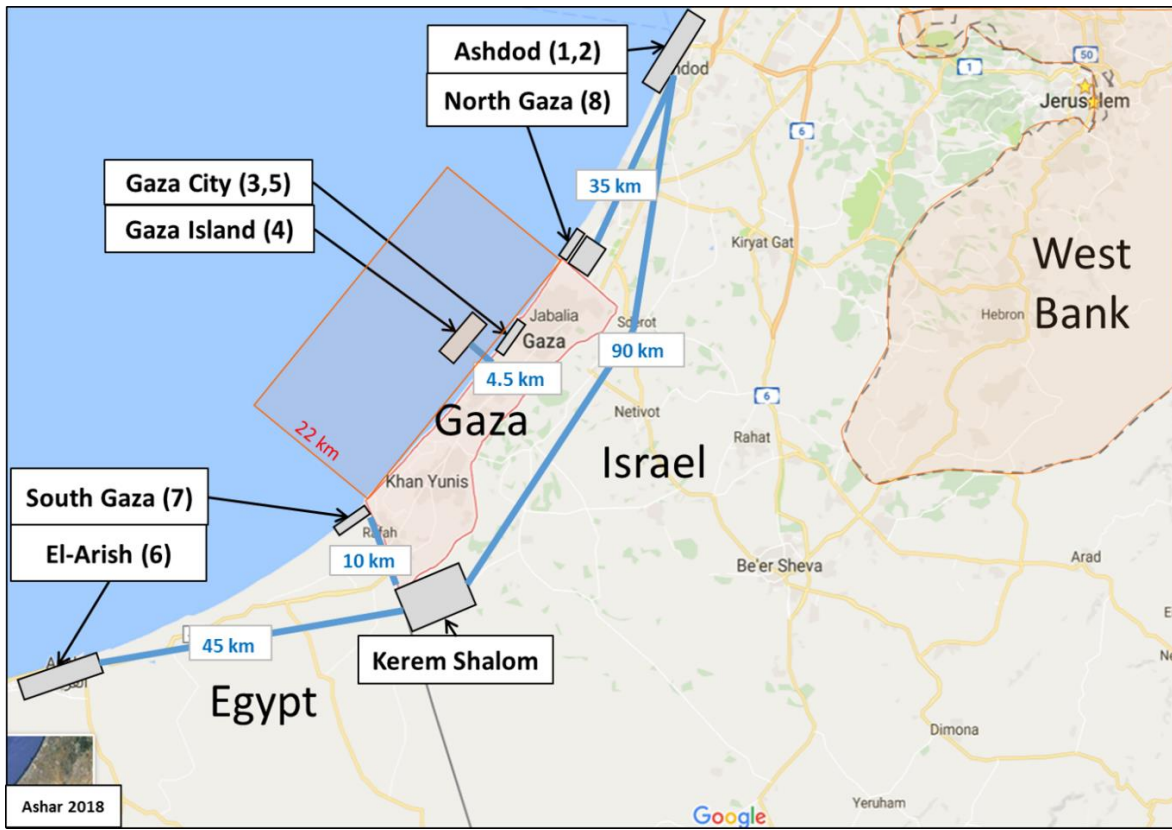 Ashdod (1,2)
North Gaza (8)
Gaza City (3,5)
Gaza Island (4)
South Gaza (7)
El-Arish (6)
Kerem Shalom
35 km
90 km
4.5 km
22 km
10 km
45 km
Gaza
Israel
Egypt
West
Bank
dod
50
1
6
Jerusalem
Kiryat Gat
Hebron
Jabalia
Gaza
Sderot
Netivot
6
Rahat
Khan Yunis
Rafah
Be'er Sheva
Arad
Dimona
Yeruham
Google
Ashar 2018